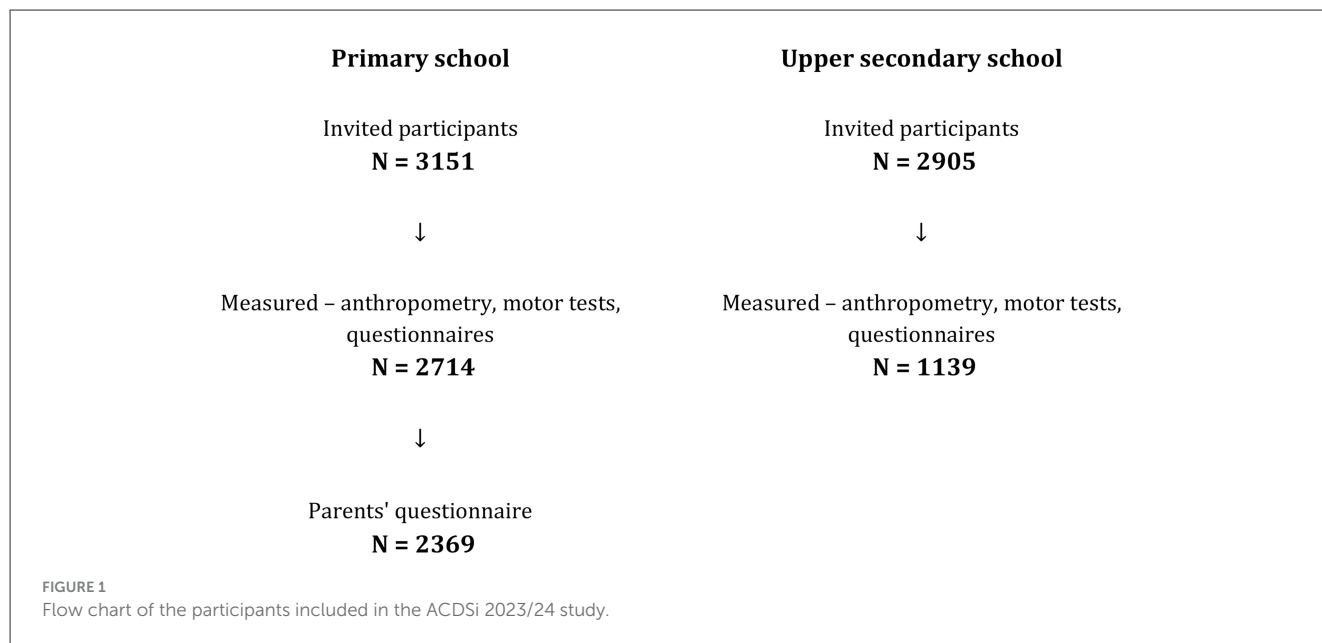 Primary school
Invited participants
N = 3151
↓
Measured – anthropometry, motor tests,
questionnaires
N = 2714
↓
Parents' questionnaire
N = 2369
Upper secondary school
Invited participants
N = 2905
↓
Measured – anthropometry, motor tests,
questionnaires
N = 1139
FIGURE 1
Flow chart of the participants included in the ACDSi 2023/24 study.